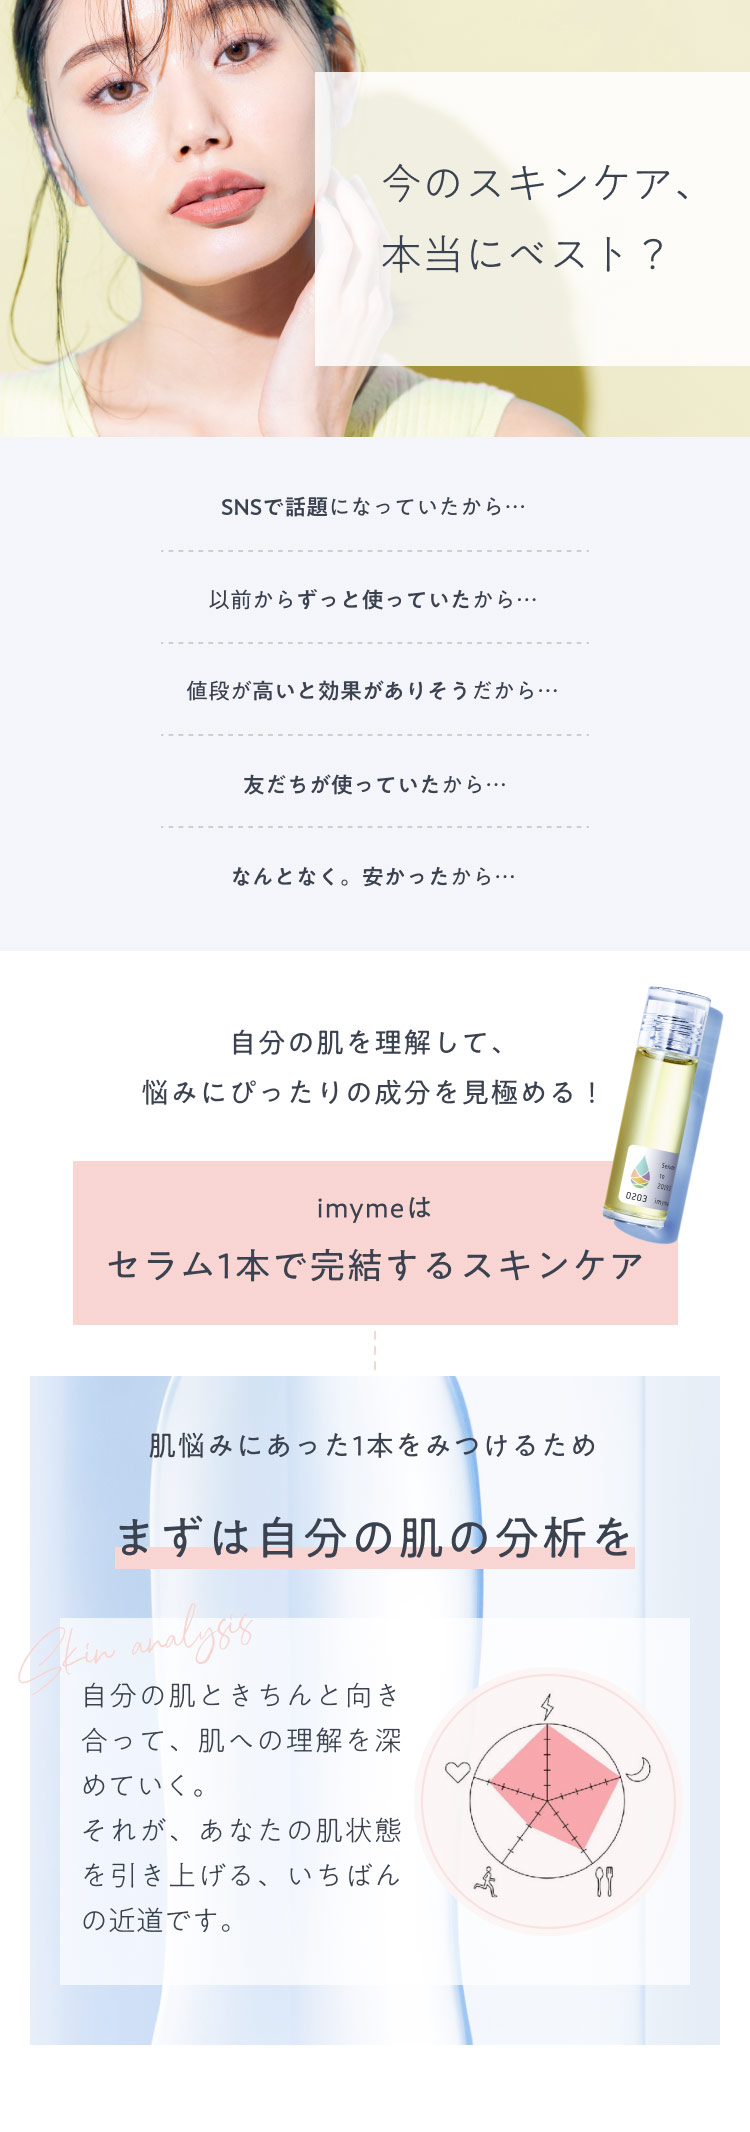 今のスキンケア、
本当にベスト？
SNSで話題になっていたから…
以前からずっと使っていたから…
値段が高いと効果がありそうだから…
友だちが使っていたから…
なんとなく。安かったから…
自分の肌を理解して、
悩みにぴったりの成分を見極める！
0203
imymeは
セラム1本で完結するスキンケア
肌悩みにあった1本をみつけるため
まずは自分の肌の分析を
Skin analysis
自分の肌ときちんと向き
合って、肌への理解を深
めていく。
それが、あなたの肌状態
を引き上げる、いちばん
の近道です。